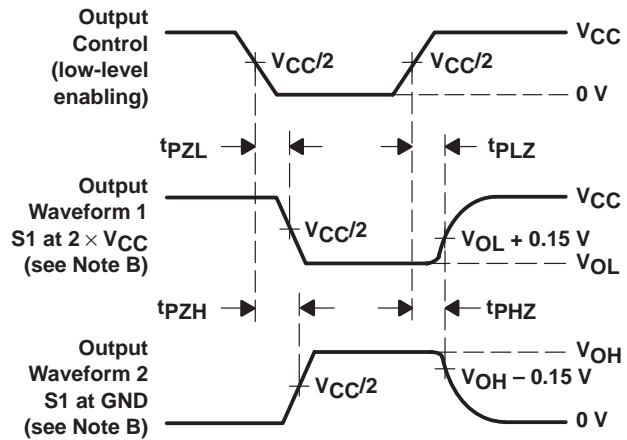 Output
Control
(low-level
enabling)
VCC
VCC/2
VCC/2
0 V
tPZL
tPLZ
Output
Waveform 1
S1 at 2 × VCC
(see Note B)
VCC
VCC/2
VOL + 0.15 V
VOL
tPZH
tPHZ
Output
Waveform 2
S1 at GND
(see Note B)
VOH
VCC/2
VOH – 0.15 V
0 V